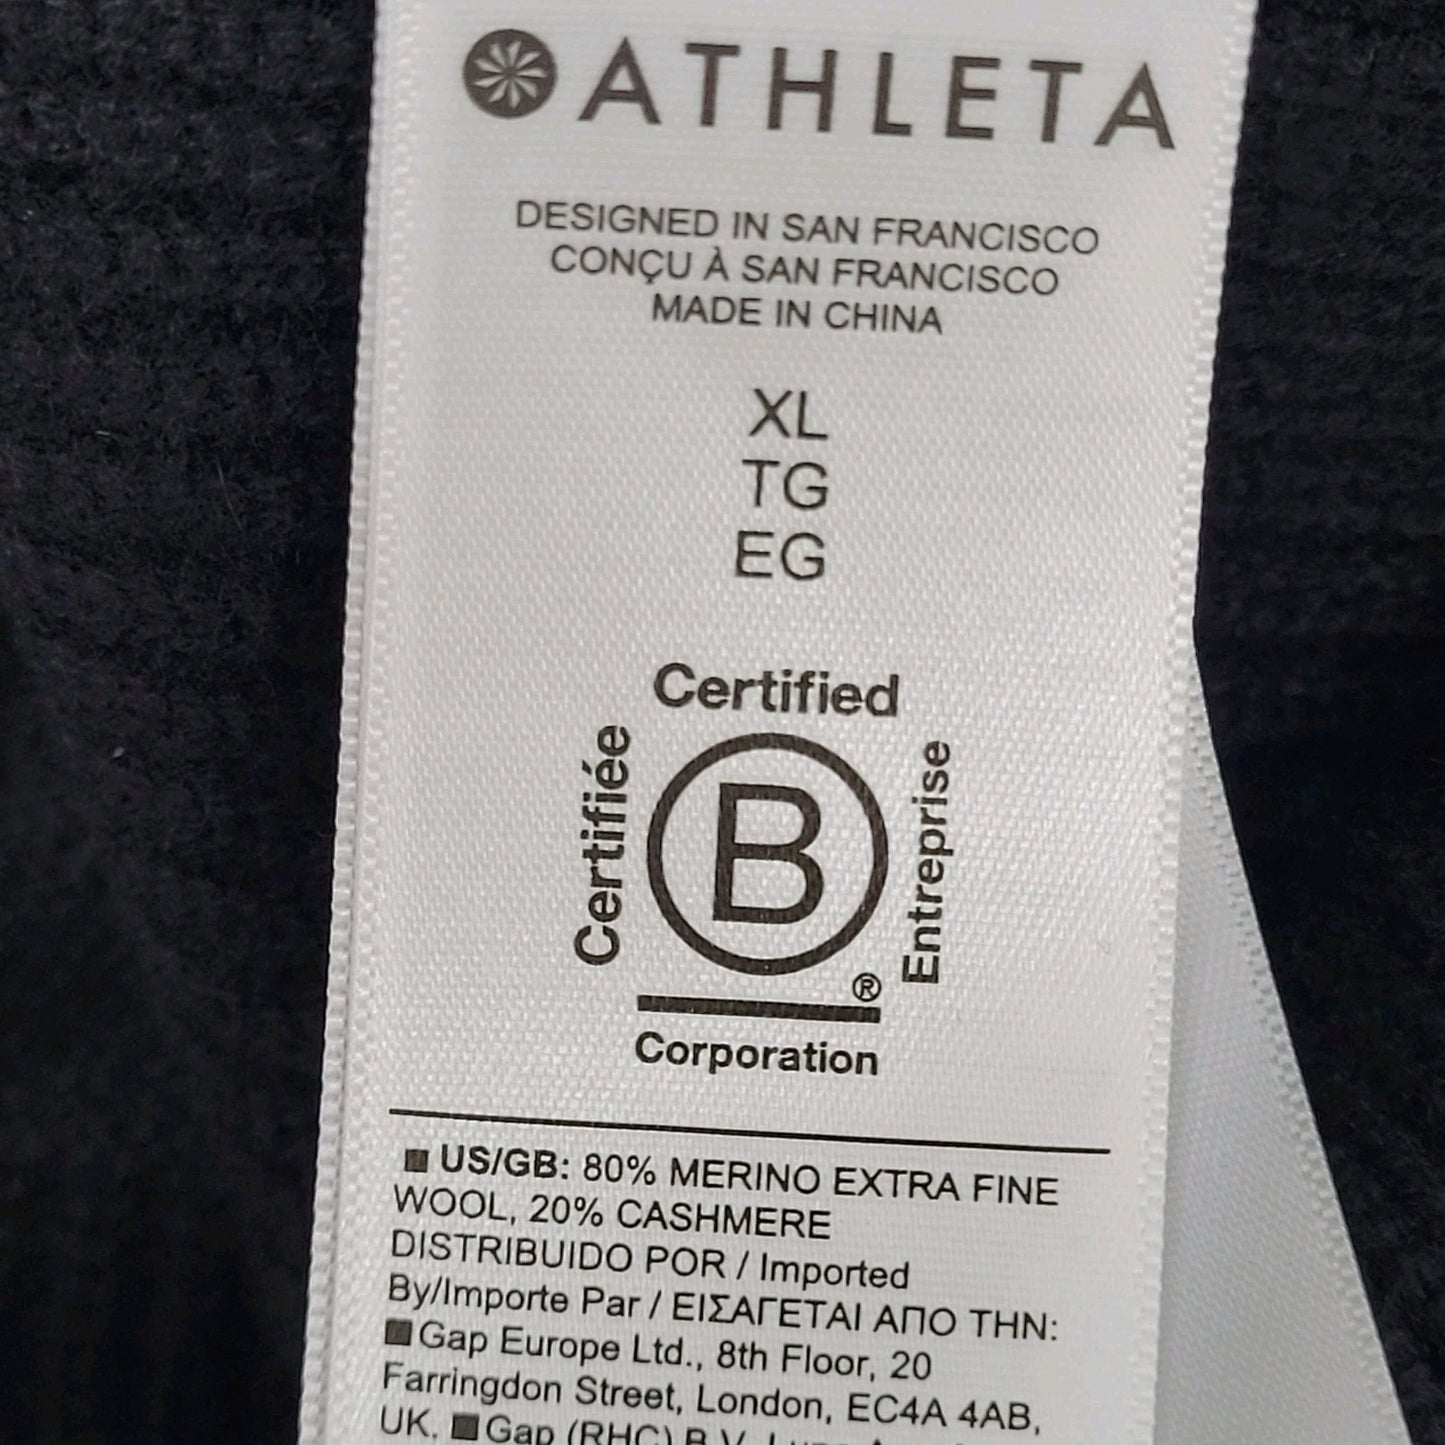 ATHLETA
DESIGNED IN SAN FRANCISCO
CONÇU À SAN FRANCISCO
MADE IN CHINA
XL
TG
EG
Certified
Certifiée
B
Entreprise
®
Corporation
US/GB: 80% MERINO EXTRA FINE
WOOL, 20% CASHMERE
DISTRIBUIDO POR / Imported
By/Importe Par / ΕΙΣΑΓΕΤΑΙ ΑΠΟ ΤΗΝ:
Gap Europe Ltd., 8th Floor, 20
Farringdon Street, London, EC4A 4AB,
UK. Gap (RHC) B.V.